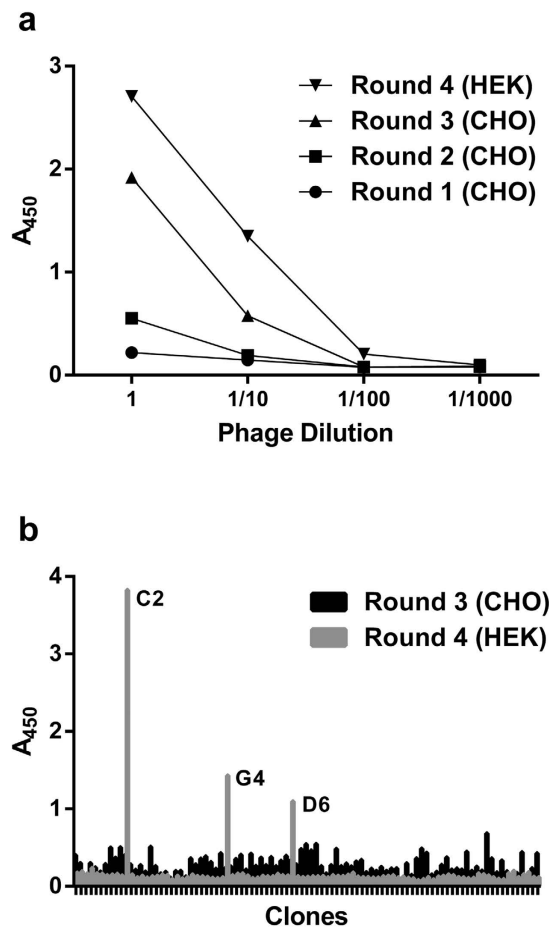 a
3
2
1
0
A450
Round 4 (HEK)
Round 3 (CHO)
Round 2 (CHO)
Round 1 (CHO)
1 1/10 1/100 1/1000
Phage Dilution
b
4
3
2
1
0
A450
Round 3 (CHO)
Round 4 (HEK)
C2
G4
D6
Clones